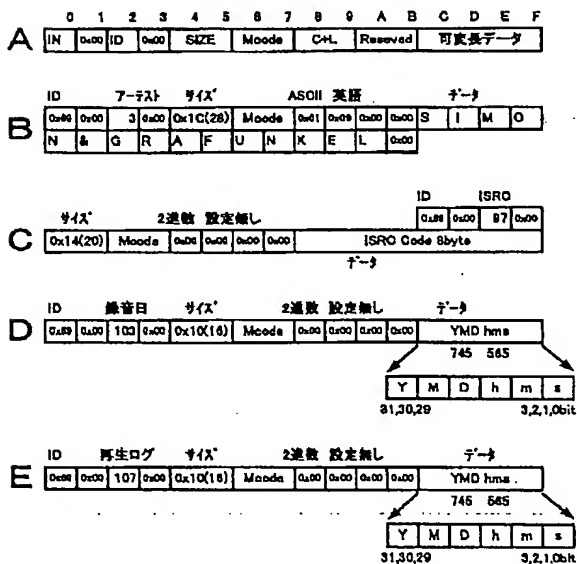 0 1 2 3 4 5 6 7 8 9 A B C D E F
A IN 0x00 ID 0x00 SIZE Mcode C+L Reserved 可変長データ
ID アーテスト サイズ ASCII 英語 データ
B 0x69 0x00 3 0x00 0x1C(28) Mcode 0x01 0x09 0x00 0x00 S I M O
N & G R A F U N K E L 0x00
ID ISRC
0x69 0x00 97 0x00
サイズ 2進数 設定無し
C 0x14(20) Mcode 0x00 0x00 0x00 0x00 ISRC Code 8byte
データ
ID 録音日 サイズ 2進数 設定無し データ
D 0x69 0x00 103 0x00 0x10(16) Mcode 0x00 0x00 0x00 0x00 YMD hms
745 565
Y M D h m s
31,30,29 3,2,1,0bit
ID 再生ログ サイズ 2進数 設定無し データ
E 0x69 0x00 107 0x00 0x10(16) Mcode 0x00 0x00 0x00 0x00 YMD hms
745 565
Y M D h m s
31,30,29 3,2,1,0bit